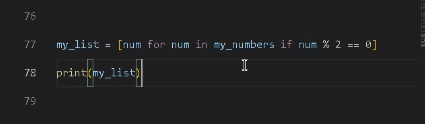 76
77 my_list = [num for num in my_numbers if num % 2 == 0]
78 print(my_list)
79